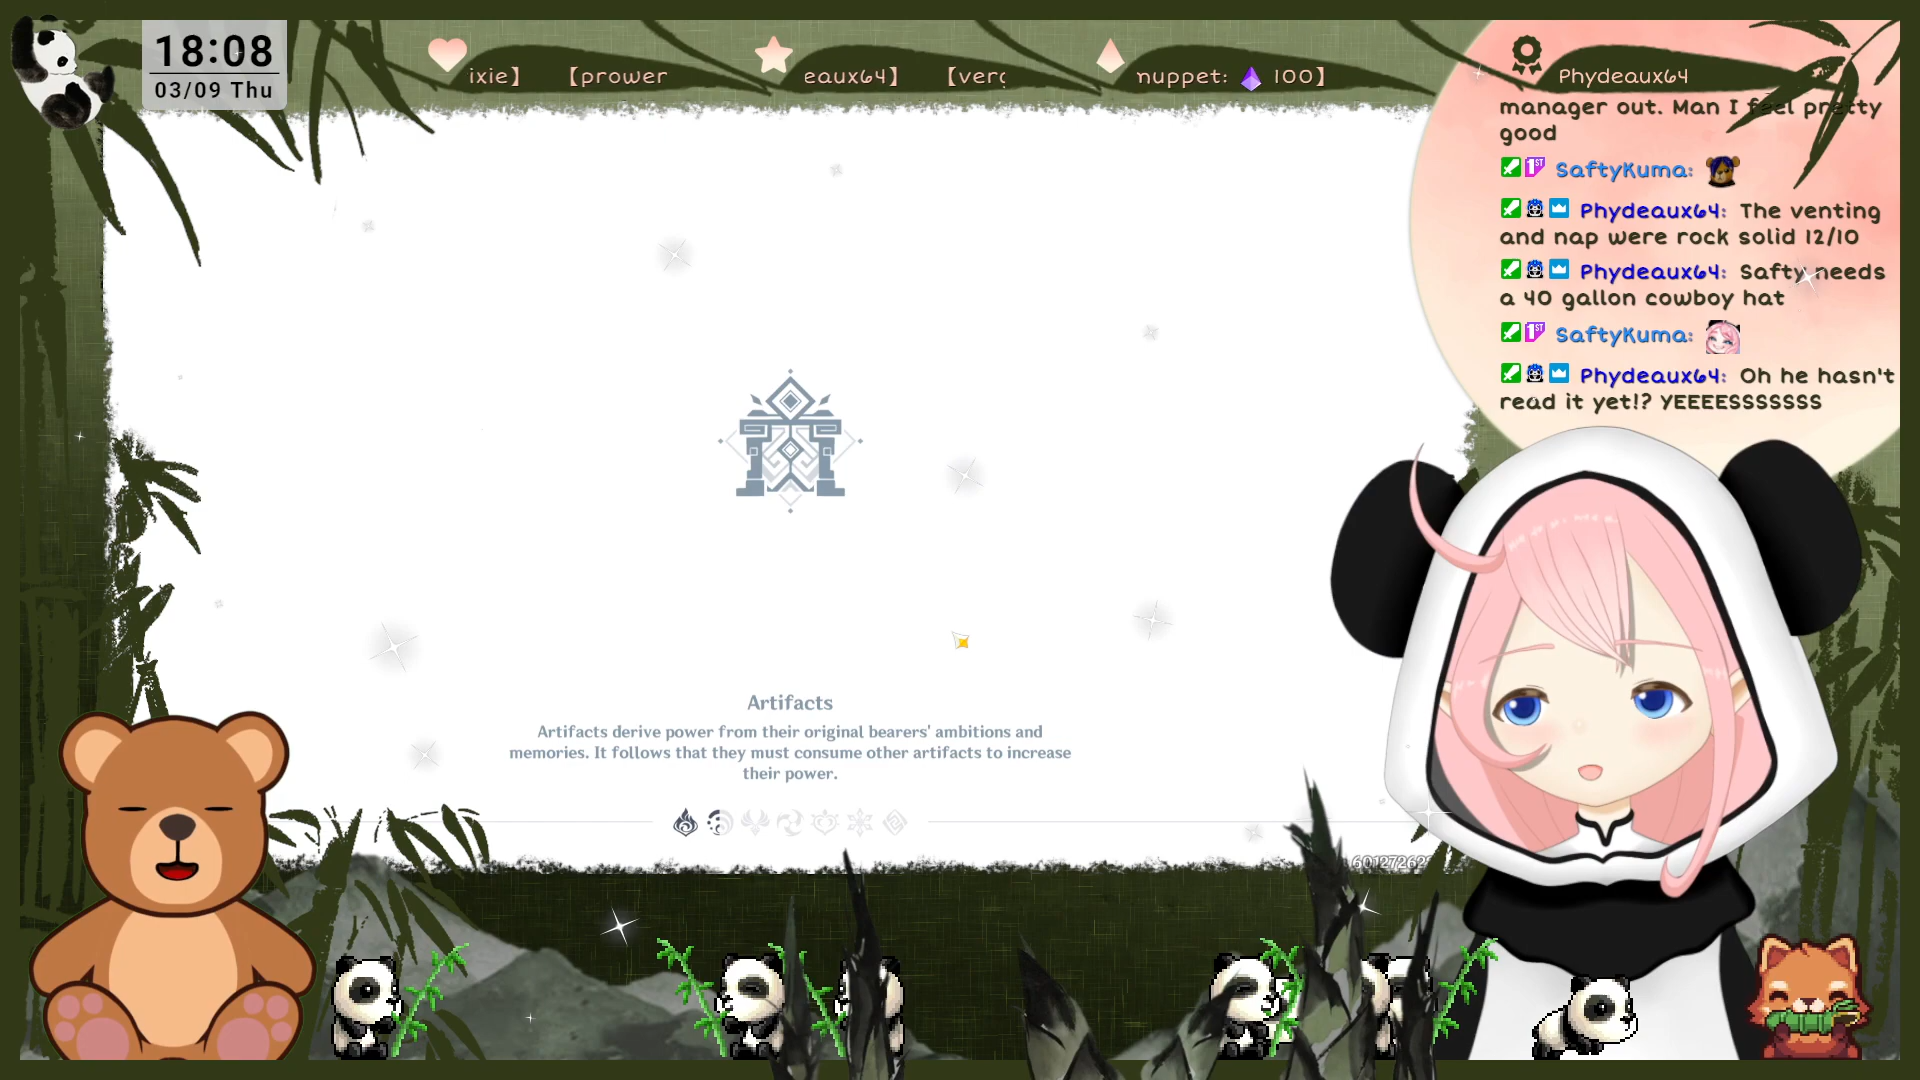 18:08
03/09 Thu
ixie】 【prower
eaux64】
muppet: 100】
Phydeaux64
manager out. Man I feel pretty
good
SaftyKuma:
Phydeaux64: The venting
and nap were rock solid 12/10
Phydeaux64: Safty needs
a 40 gallon cowboy hat
SaftyKuma:
Phydeaux64: Oh he hasn't
read it yet!? YEEEESSSSSSS
Artifacts
Artifacts derive power from their original bearers' ambitions and
memories. It follows that they must consume other artifacts to increase
their power.